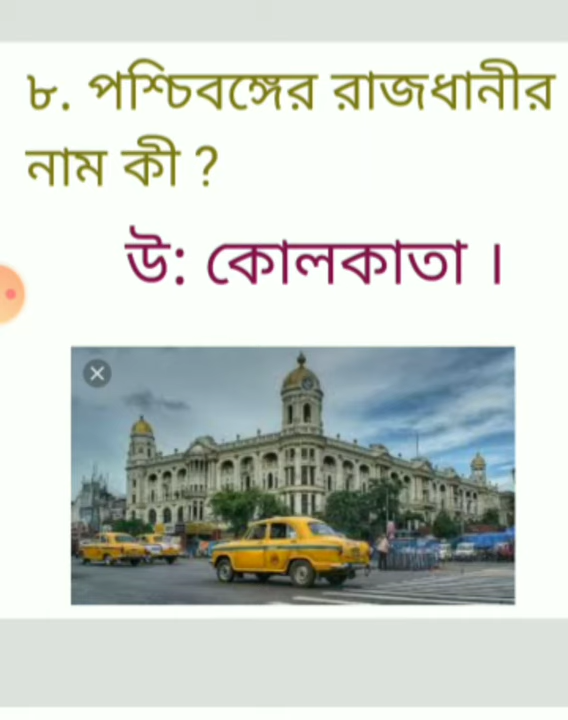 ৮. পশ্চিবঙ্গের রাজধানীর
নাম কী ?
উ: কোলকাতা ।